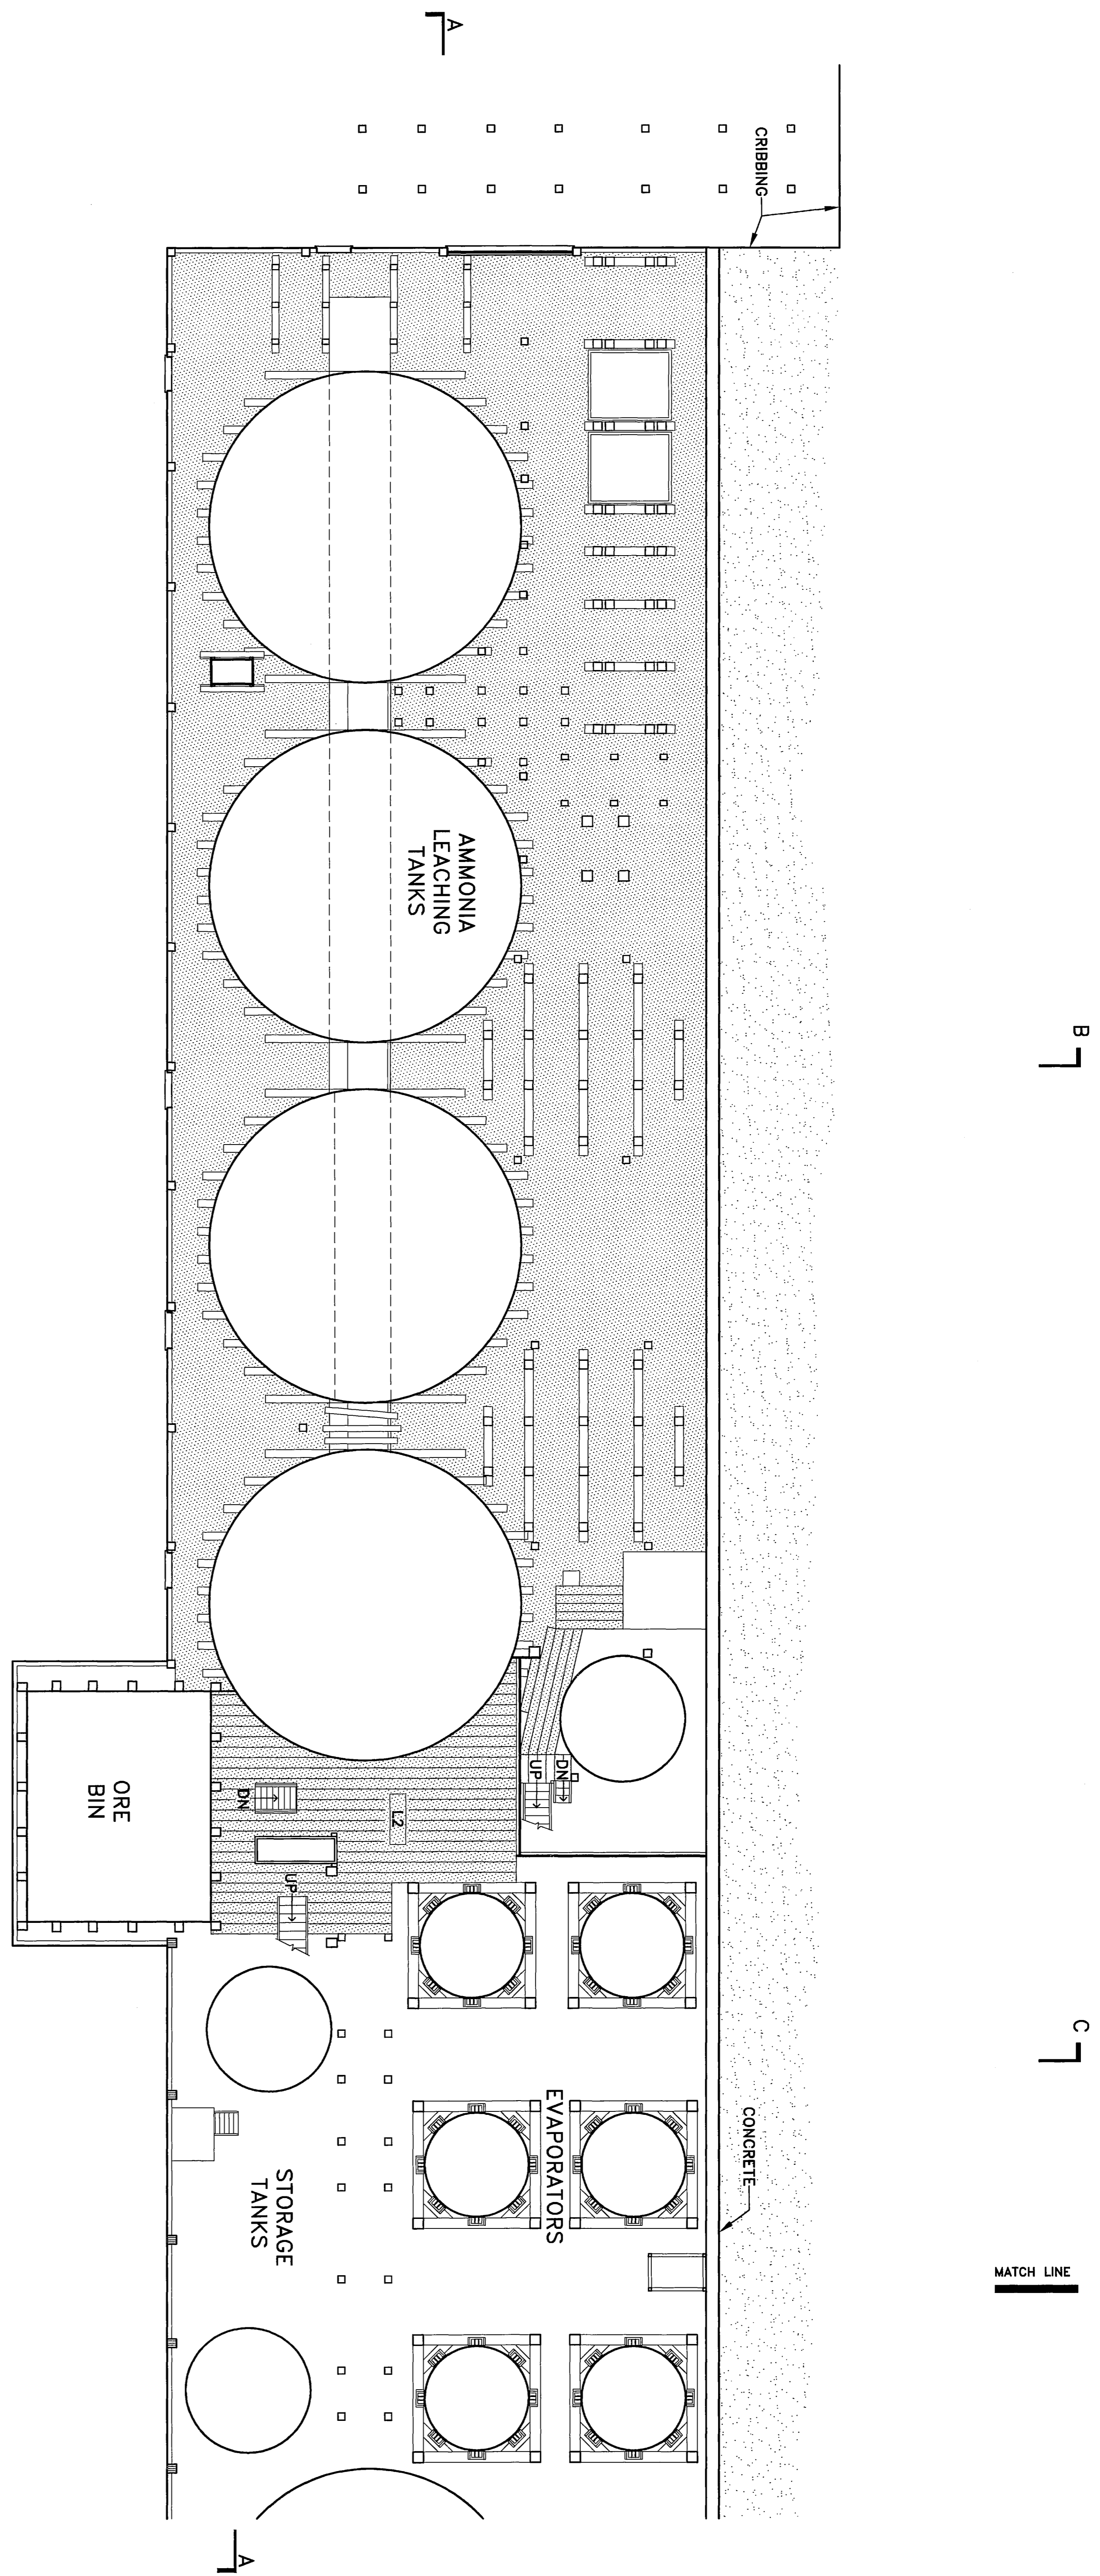 A
CRIBBING
AMMONIA
LEACHING
TANKS
B
UP
DN
DN
L2
ORE
BIN
UP
C
EVAPORATORS
CONCRETE
STORAGE
TANKS
MATCH LINE
A